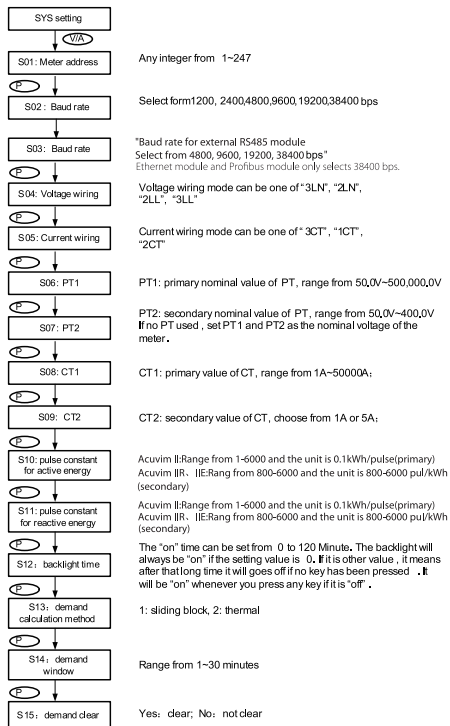 SYS setting
V/A
S01: Meter address
Any integer from 1~247
P
S02: Baud rate
Select form1200, 2400,4800,9600,19200,38400 bps
S03: Baud rate
"Baud rate for external RS485 module
Select from 4800, 9600, 19200, 38400 bps"
Ethernet module and Profibus module only selects 38400 bps.
P
S04: Voltage wiring
Voltage wiring mode can be one of "3LN", "2LN",
"2LL", "3LL"
P
S05: Current wiring
Current wiring mode can be one of " 3CT", "1CT",
"2CT"
P
S06: PT1
PT1: primary nominal value of PT, range from 50.0V~500,000.0V
P
S07: PT2
PT2: secondary nominal value of PT, range from 50.0V~400.0V
If no PT used , set PT1 and PT2 as the nominal voltage of the
meter.
P
S08: CT1
CT1: primary value of CT, range from 1A~50000A;
P
S09: CT2
CT2: secondary value of CT, choose from 1A or 5A;
P
S10: pulse constant
for active energy
Acuvim II:Range from 1-6000 and the unit is 0.1kWh/pulse(primary)
Acuvim IIR、IIE:Rang from 800-6000 and the unit is 800-6000 pul/kWh
(secondary)
P
S11: pulse constant
for reactive energy
Acuvim II:Range from 1-6000 and the unit is 0.1kWh/pulse(primary)
Acuvim IIR、IIE:Rang from 800-6000 and the unit is 800-6000 pul/kWh
(secondary)
P
S12: backlight time
The "on" time can be set from 0 to 120 Minute. The backlight will
always be "on" if the setting value is 0. If it is other value , it means
after that long time it will goes off if no key has been pressed . It
will be "on" whenever you press any key if it is "off" .
P
S13: demand
calculation method
1: sliding block, 2: thermal
P
S14: demand
window
Range from 1~30 minutes
P
S15: demand clear
Yes: clear; No: not clear